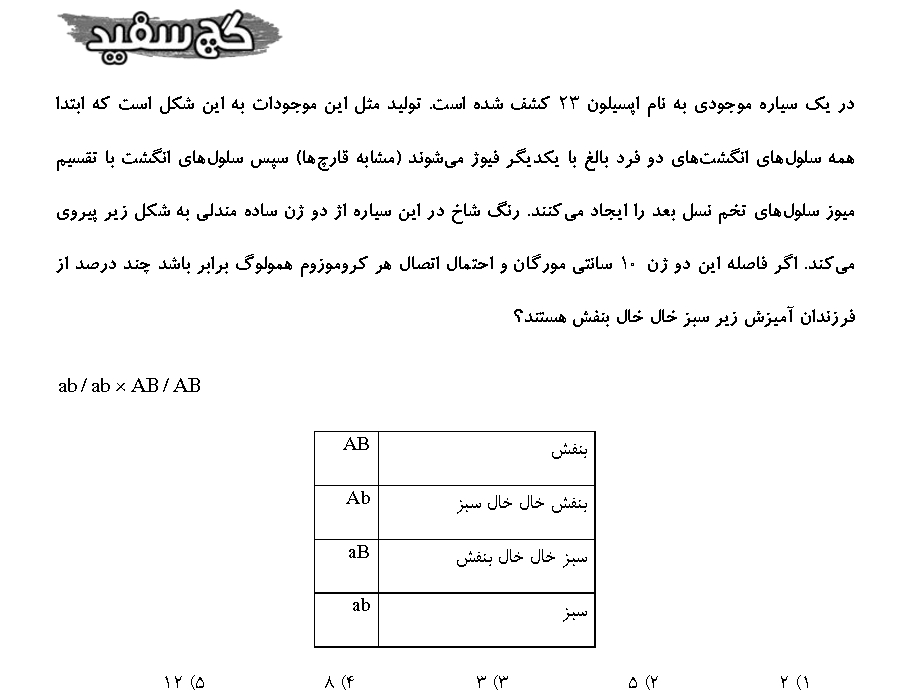 گچ سفید
در یک سیاره موجودی به نام اپسیلون ۲۳ کشف شده است. تولید مثل این موجودات به این شکل است که ابتدا
همه سلول‌های انگشت‌های دو فرد بالغ با یکدیگر فیوژ می‌شوند (مشابه قارچ‌ها) سپس سلول‌های انگشت با تقسیم
میوز سلول‌های تخم نسل بعد را ایجاد می‌کنند. رنگ شاخ در این سیاره اژ دو ژن ساده مندلی به شکل زیر پیروی
می‌کند. اگر فاصله این دو ژن ۱۰ سانتی مورگان و احتمال اتصال هر کروموزوم همولوگ برابر باشد چند درصد از
فرزندان آمیزش زیر سبز خال خال بنفش هستند؟
ab / ab × AB / AB
AB بنفش
Ab بنفش خال خال سبز
aB سبز خال خال بنفش
ab سبز
۱) ۲ ۲) ۵ ۳) ۳ ۴) ۸ ۵) ۱۲